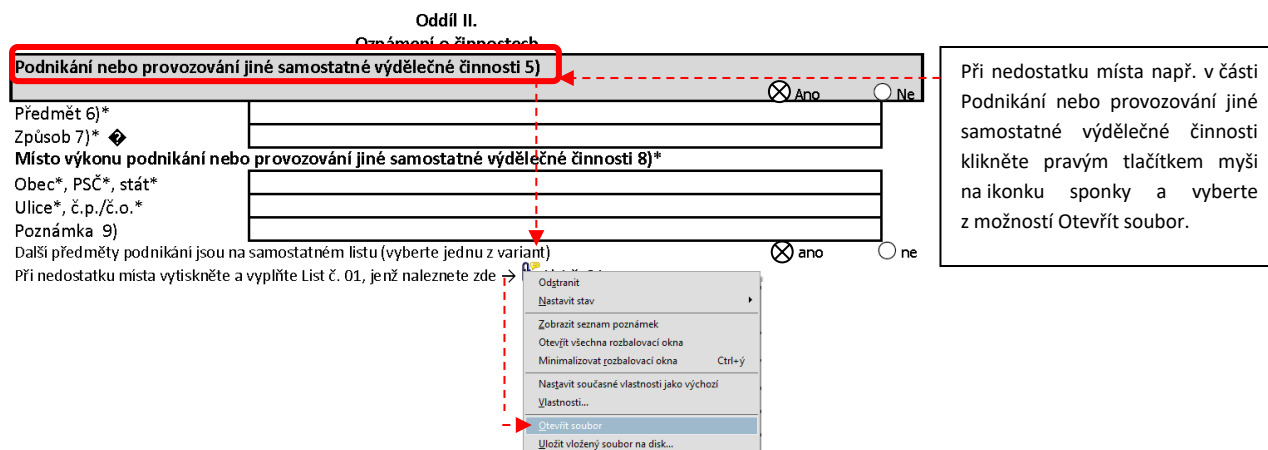 Oddíl II.
Oznámení o činnostech
Podnikání nebo provozování jiné samostatné výdělečné činnosti 5)
Ano Ne
Předmět 6)*
Způsob 7)* �
Místo výkonu podnikání nebo provozování jiné samostatné výdělečné činnosti 8)*
Obec*, PSČ*, stát*
Ulice*, č.p./č.o.*
Poznámka 9)
Další předměty podnikání jsou na samostatném listu (vyberte jednu z variant) ano ne
Při nedostatku místa vytiskněte a vyplňte List č. 01, jenž naleznete zde →
Odstranit
Nastavit stav
Zobrazit seznam poznámek
Otevřít všechna rozbalovací okna
Minimalizovat rozbalovací okna Ctrl+ý
Nastavit současné vlastnosti jako výchozí
Vlastnosti...
Otevřít soubor
Uložit vložený soubor na disk...
Při nedostatku místa např. v části
Podnikání nebo provozování jiné
samostatné výdělečné činnosti
klikněte pravým tlačítkem myši
na ikonku sponky a vyberte
z možností Otevřít soubor.